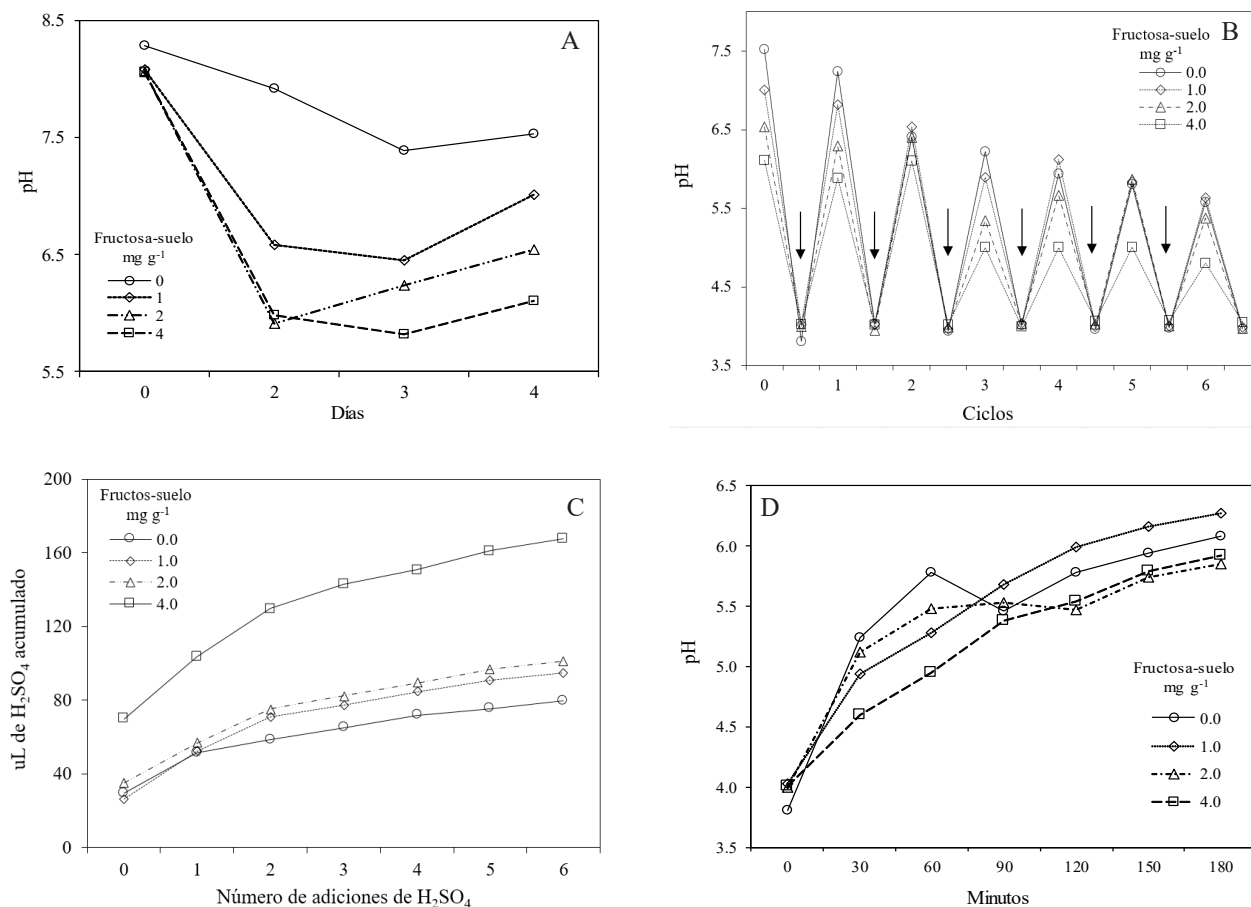 A
8.5
7.5
6.5
5.5
pH
Fructosa-suelo
mg g-1
0
1
2
4
0 2 3 4
Días
B
7.5
6.5
5.5
4.5
3.5
pH
Fructosa-suelo
mg g-1
0.0
1.0
2.0
4.0
0 1 2 3 4 5 6
Ciclos
C
200
160
120
80
40
0
uL de H2SO4 acumulado
Fructos-suelo
mg g-1
0.0
1.0
2.0
4.0
0 1 2 3 4 5 6
Número de adiciones de H2SO4
D
6.5
6.0
5.5
5.0
4.5
4.0
3.5
pH
Fructosa-suelo
mg g-1
0.0
1.0
2.0
4.0
0 30 60 90 120 150 180
Minutos